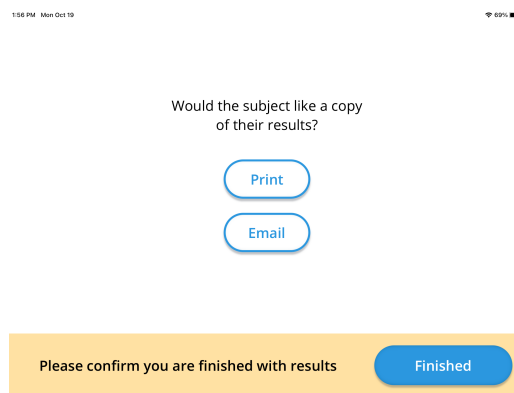 1:56 PM Mon Oct 19 69%
Would the subject like a copy
of their results?
Print
Email
Please confirm you are finished with results Finished